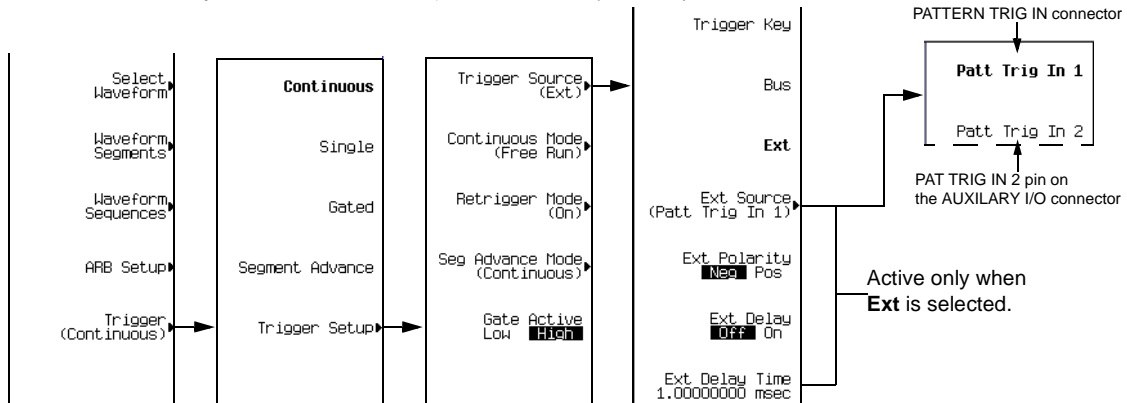 Select
Waveform
Waveform
Segments
Waveform
Sequences
ARB Setup
Trigger
(Continuous)
Continuous
Single
Gated
Segment Advance
Trigger Setup
Trigger Source
(Ext)
Continuous Mode
(Free Run)
Retrigger Mode
(On)
Seg Advance Mode
(Continuous)
Gate Active
Low High
Trigger Key
Bus
Ext
Ext Source
(Patt Trig In 1)
Ext Polarity
Neg Pos
Ext Delay
Off On
Ext Delay Time
1.00000000 msec
PATTERN TRIG IN connector
Patt Trig In 1
Patt Trig In 2
PAT TRIG IN 2 pin on
the AUXILARY I/O connector
Active only when
Ext is selected.